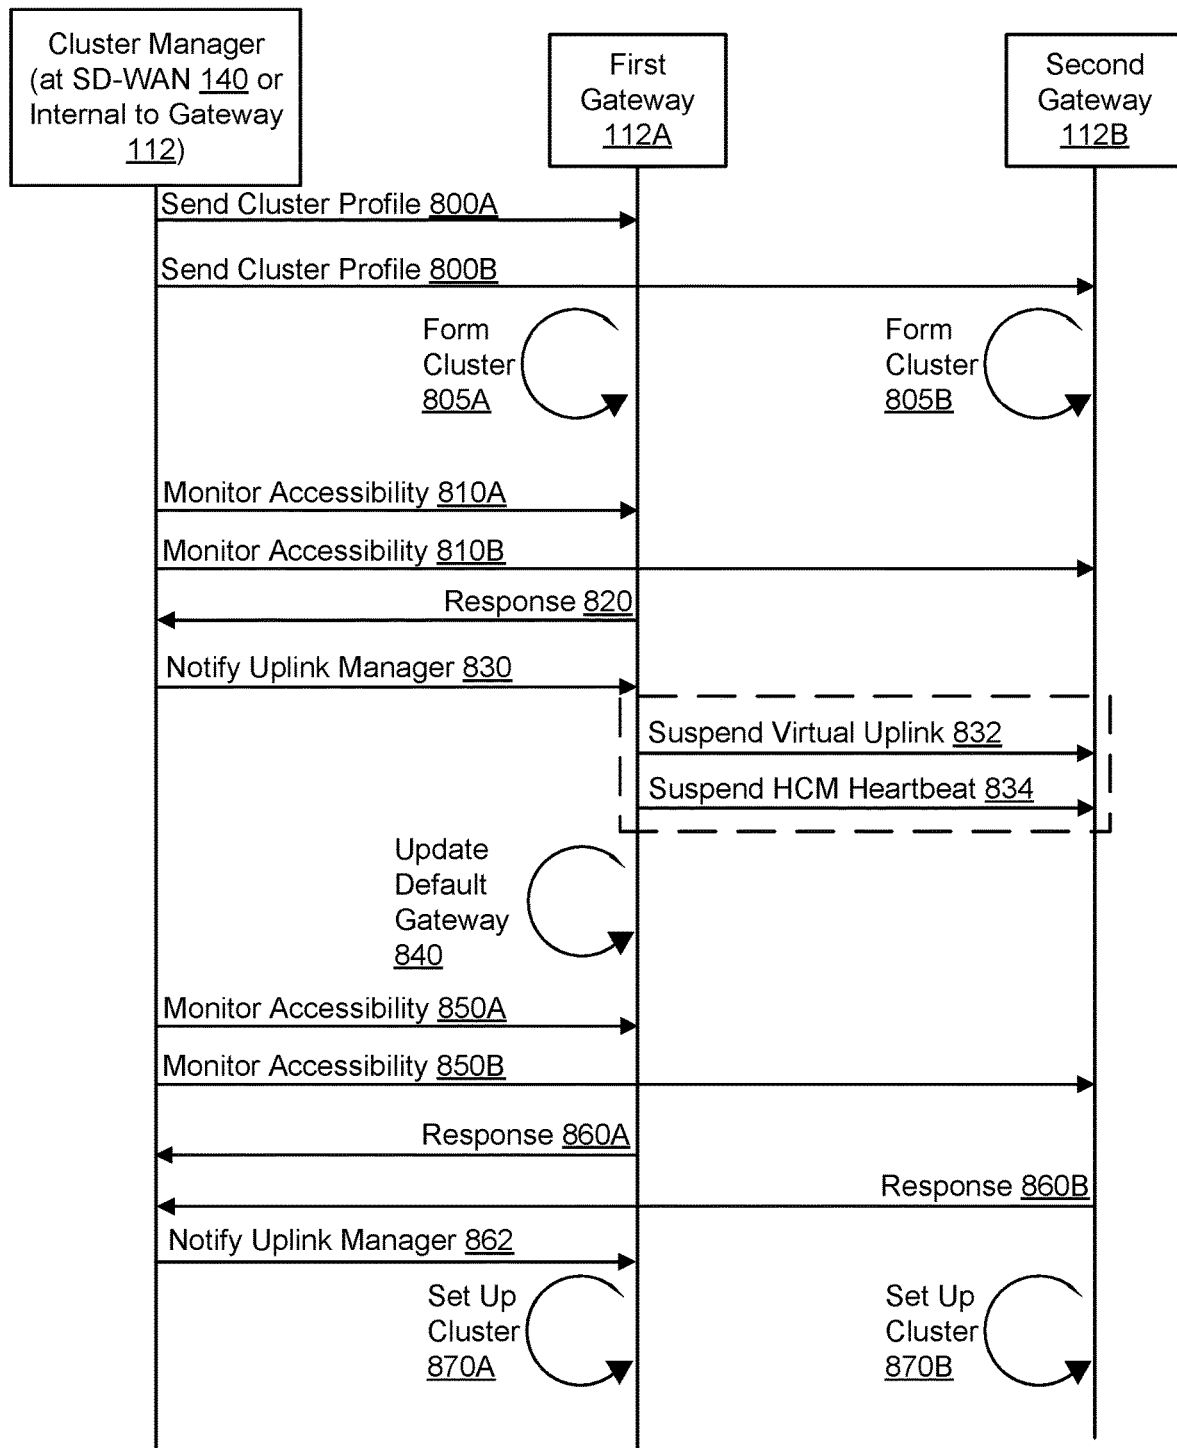 Cluster Manager
(at SD-WAN 140 or
Internal to Gateway
112)
First
Gateway
112A
Second
Gateway
112B
Send Cluster Profile 800A
Send Cluster Profile 800B
Form
Cluster
805A
Form
Cluster
805B
Monitor Accessibility 810A
Monitor Accessibility 810B
Response 820
Notify Uplink Manager 830
Suspend Virtual Uplink 832
Suspend HCM Heartbeat 834
Update
Default
Gateway
840
Monitor Accessibility 850A
Monitor Accessibility 850B
Response 860A
Response 860B
Notify Uplink Manager 862
Set Up
Cluster
870A
Set Up
Cluster
870B